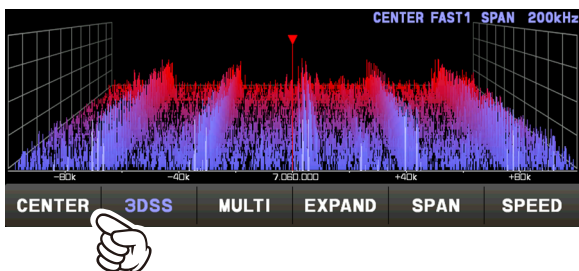 CENTER FAST1 SPAN 200kHz
-80k -40k 7.060.000 +40k +80k
CENTER 3DSS MULTI EXPAND SPAN SPEED